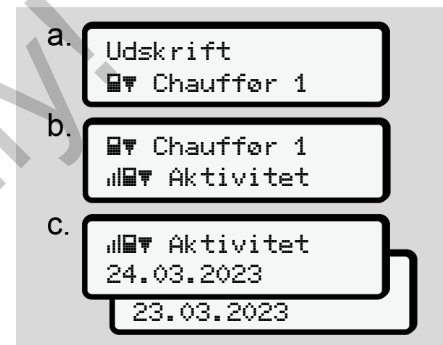 a.
Udskrift
Chauffør 1
b.
Chauffør 1
Aktivitet
c.
Aktivitet
24.03.2023
23.03.2023